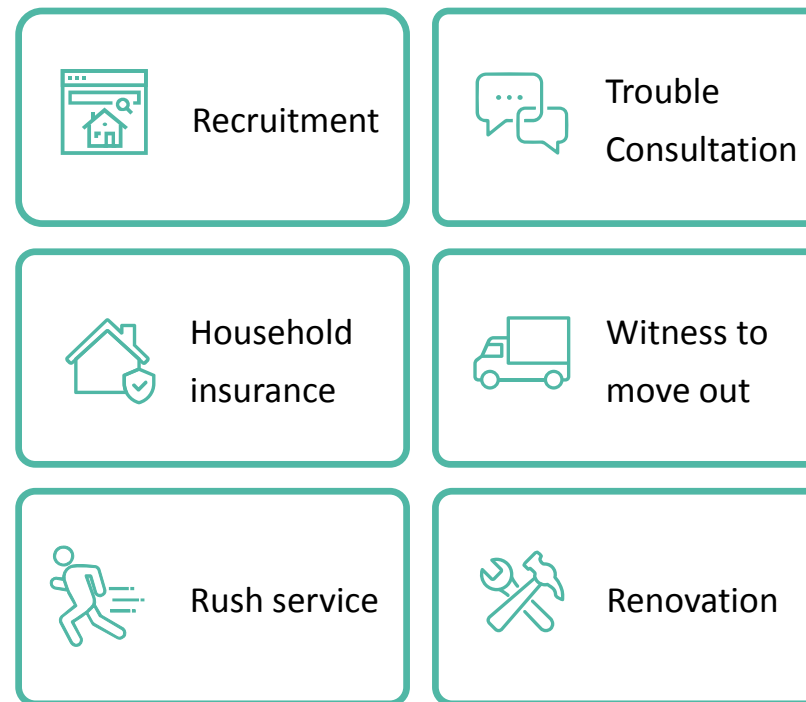 Recruitment
Trouble
Consultation
Household
insurance
Witness to
move out
Rush service
Renovation